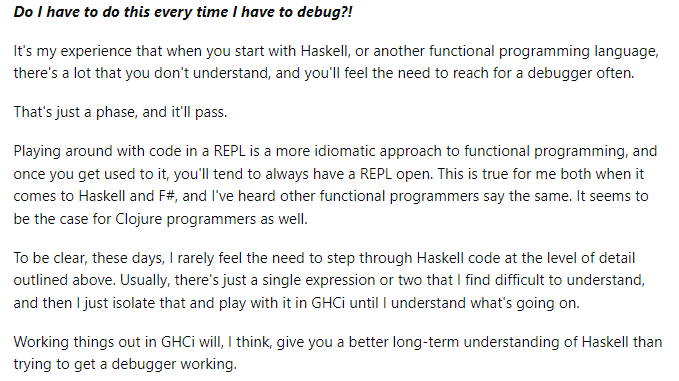 Do I have to do this every time I have to debug?!
It's my experience that when you start with Haskell, or another functional programming language,
there's a lot that you don't understand, and you'll feel the need to reach for a debugger often.
That's just a phase, and it'll pass.
Playing around with code in a REPL is a more idiomatic approach to functional programming, and
once you get used to it, you'll tend to always have a REPL open. This is true for me both when it
comes to Haskell and F#, and I've heard other functional programmers say the same. It seems to
be the case for Clojure programmers as well.
To be clear, these days, I rarely feel the need to step through Haskell code at the level of detail
outlined above. Usually, there's just a single expression or two that I find difficult to understand,
and then I just isolate that and play with it in GHCi until I understand what's going on.
Working things out in GHCi will, I think, give you a better long-term understanding of Haskell than
trying to get a debugger working.